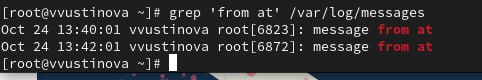 [root@vvustinova ~]# grep 'from at' /var/log/messages
Oct 24 13:40:01 vvustinova root[6823]: message from at
Oct 24 13:42:01 vvustinova root[6872]: message from at
[root@vvustinova ~]#